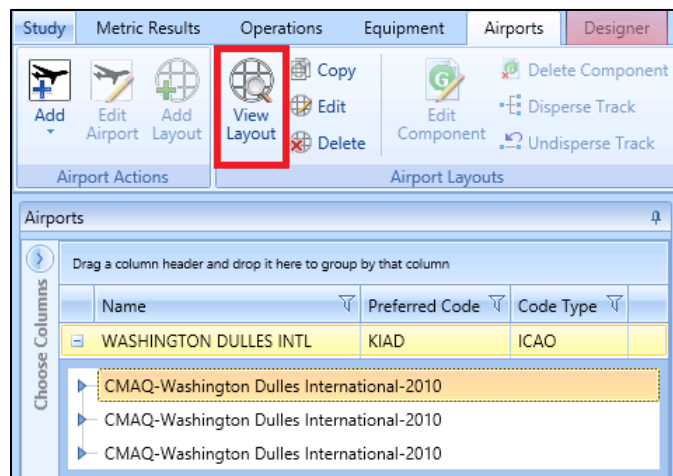 Study Metric Results Operations Equipment Airports Designer
Add
Edit Airport
Add Layout
View Layout
Copy
Edit
Delete
Edit Component
Delete Component
Disperse Track
Undisperse Track
Airport Actions
Airport Layouts
Airports
Choose Columns
Drag a column header and drop it here to group by that column
Name Preferred Code Code Type
WASHINGTON DULLES INTL KIAD ICAO
CMAQ-Washington Dulles International-2010
CMAQ-Washington Dulles International-2010
CMAQ-Washington Dulles International-2010